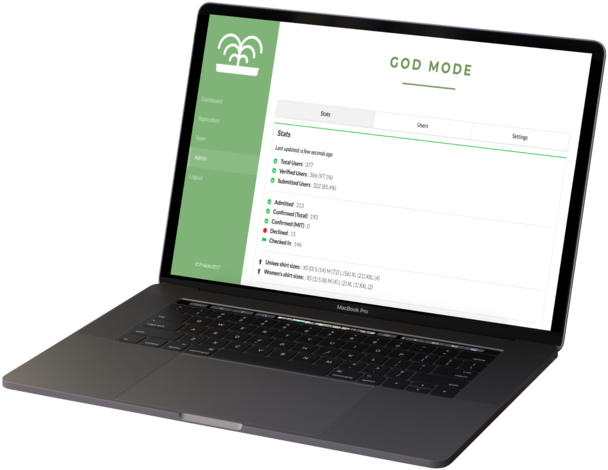 GOD MODE
Dashboard
Application
Team
Admin
Logout
Stats
Users
Settings
Stats
Last updated: a few seconds ago
Total Users : 377
Verified Users : 366 (97.1%)
Submitted Users : 322 (85.4%)
Admitted : 313
Confirmed (Total) : 193
Confirmed (MIT) : 0
Declined : 15
Checked In : 146
Unisex shirt sizes : XS (0) S (14) M (72) L (56) XL (21) XXL (4)
Women's shirt sizes : XS (1) S (8) M (4) L (2) XL (1) XXL (2)
MacBook Pro